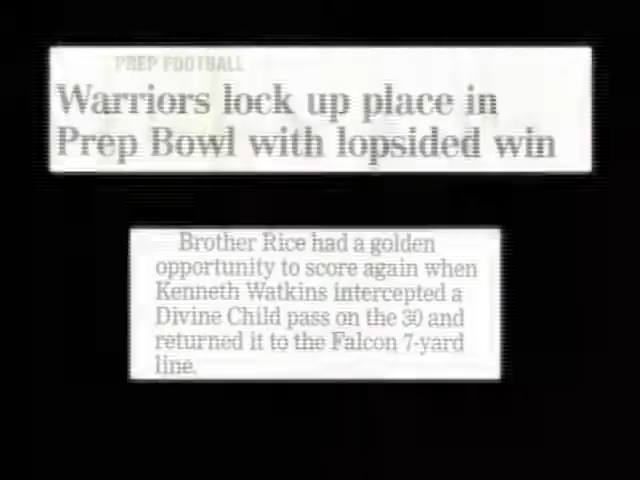 PREP FOOTBALL
Warriors lock up place in
Prep Bowl with lopsided win
Brother Rice had a golden
opportunity to score again when
Kenneth Watkins intercepted a
Divine Child pass on the 30 and
returned it to the Falcon 7-yard
line.